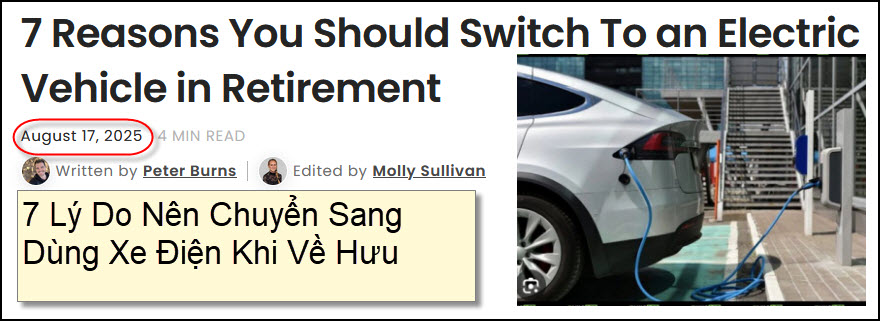 7 Reasons You Should Switch To an Electric
Vehicle in Retirement
August 17, 2025 4 MIN READ
Written by Peter Burns | Edited by Molly Sullivan
7 Lý Do Nên Chuyển Sang
Dùng Xe Điện Khi Về Hưu